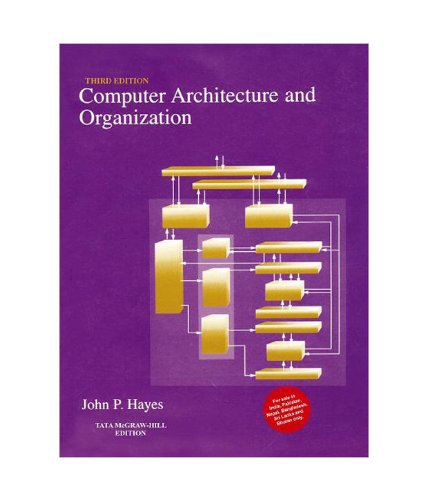 THIRD EDITION
Computer Architecture and
Organization
For sale in
India, Pakistan,
Nepal, Bangladesh,
Sri Lanka and
Bhutan only.
John P. Hayes
TATA McGRAW-HILL
EDITION